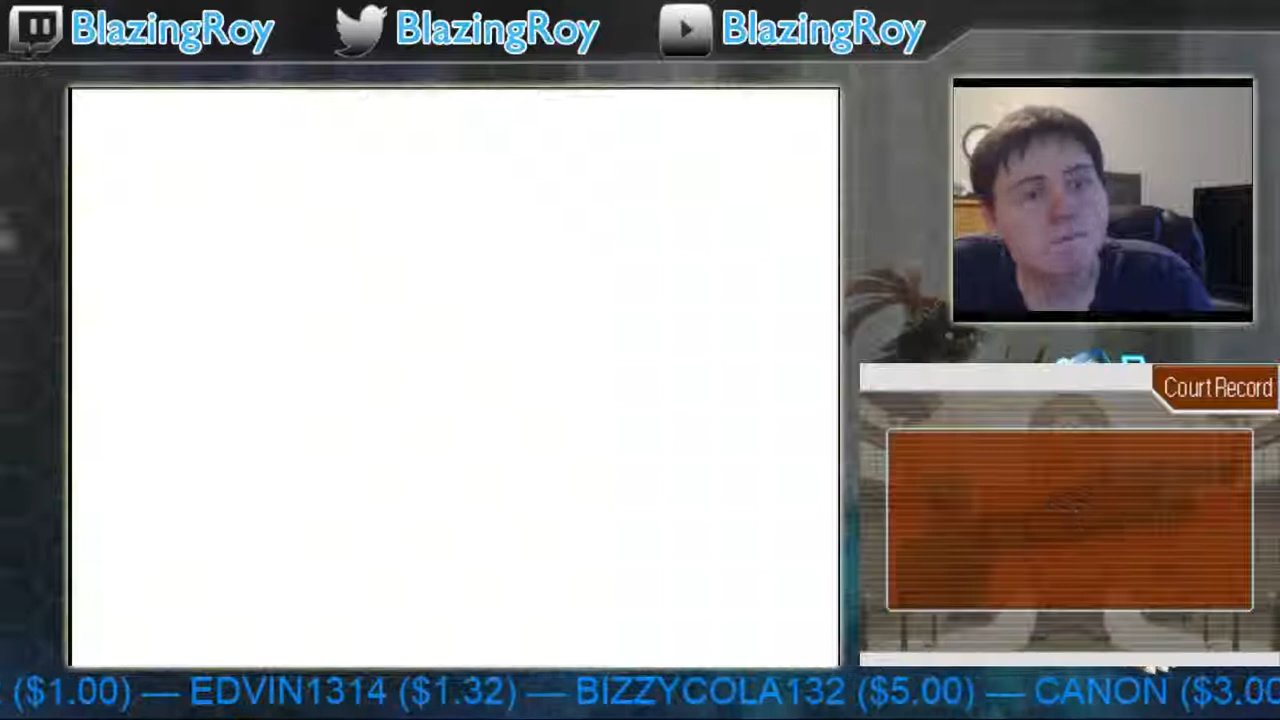 BlazingRoy BlazingRoy BlazingRoy
Court Record
($1.00) — EDVIN1314 ($1.32) — BIZZYCOLA132 ($5.00) — CANON ($3.00